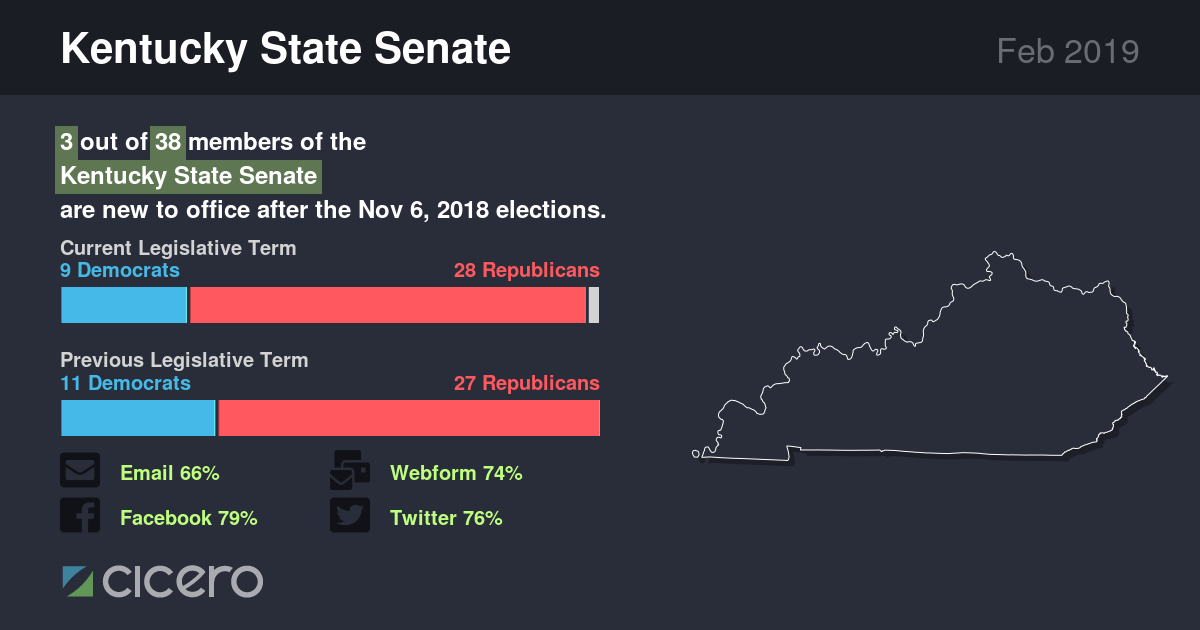 Kentucky State Senate
Feb 2019
3 out of 38 members of the
Kentucky State Senate
are new to office after the Nov 6, 2018 elections.
Current Legislative Term
9 Democrats
28 Republicans
Previous Legislative Term
11 Democrats
27 Republicans
Email 66%
Webform 74%
Facebook 79%
Twitter 76%
cicero